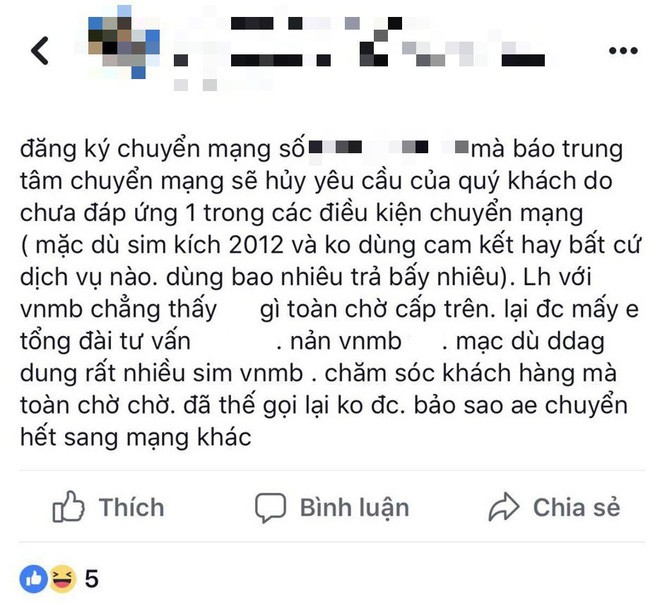 đăng ký chuyển mạng số mà báo trung
tâm chuyển mạng sẽ hủy yêu cầu của quý khách do
chưa đáp ứng 1 trong các điều kiện chuyển mạng
( mặc dù sim kích 2012 và ko dùng cam kết hay bất cứ
dịch vụ nào. dùng bao nhiêu trả bấy nhiêu). Lh với
vnmb chẳng thấy gì toàn chờ cấp trên. lại đc mấy e
tổng đài tư vấn . nản vnmb . mạc dù ddag
dung rất nhiều sim vnmb . chăm sóc khách hàng mà
toàn chờ chờ. đã thế gọi lại ko đc. bảo sao ae chuyển
hết sang mạng khác
Thích Bình luận Chia sẻ
5